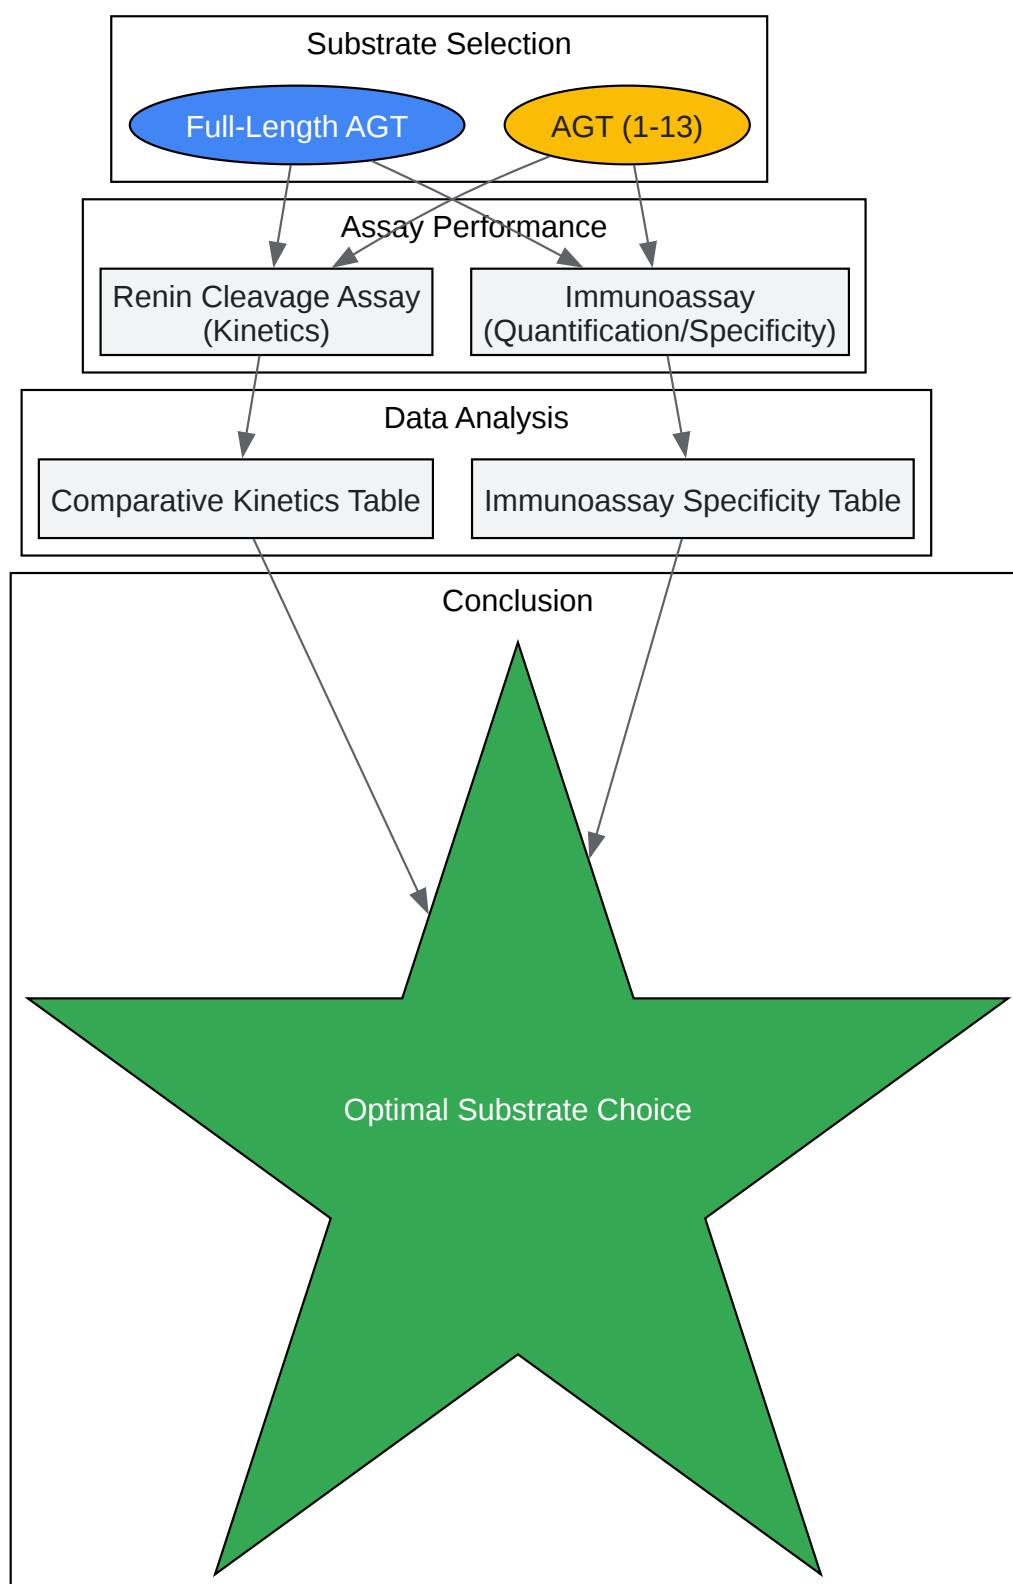 Substrate Selection
Full-Length AGT
AGT (1-13)
Assay Performance
Renin Cleavage Assay
(Kinetics)
Immunoassay
(Quantification/Specificity)
Data Analysis
Comparative Kinetics Table
Immunoassay Specificity Table
Conclusion
Optimal Substrate Choice